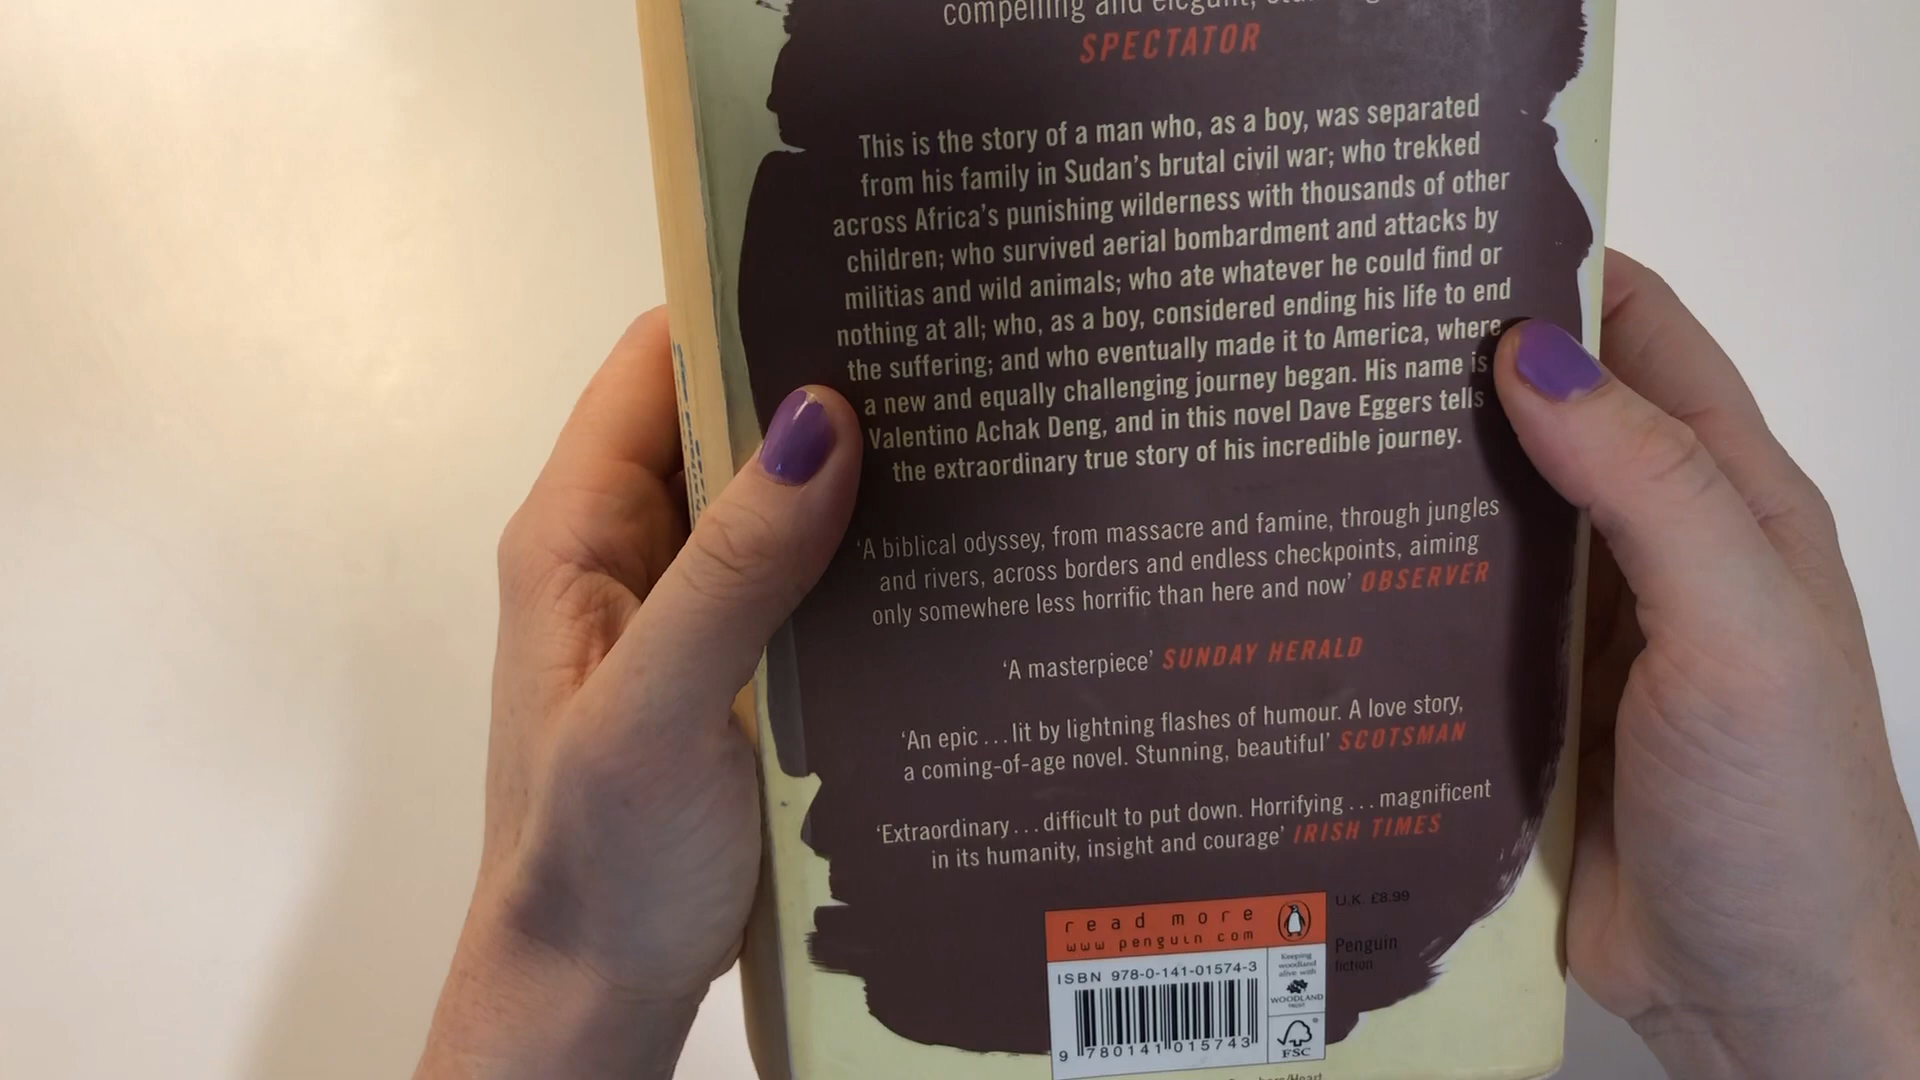 compelling and elegant,
SPECTATOR
This is the story of a man who, as a boy, was separated
from his family in Sudan's brutal civil war; who trekked
across Africa's punishing wilderness with thousands of other
children; who survived aerial bombardment and attacks by
militias and wild animals; who ate whatever he could find or
nothing at all; who, as a boy, considered ending his life to end
the suffering; and who eventually made it to America, where
a new and equally challenging journey began. His name is
Valentino Achak Deng, and in this novel Dave Eggers tells
the extraordinary true story of his incredible journey.
'A biblical odyssey, from massacre and famine, through jungles
and rivers, across borders and endless checkpoints, aiming
only somewhere less horrific than here and now' OBSERVER
'A masterpiece' SUNDAY HERALD
'An epic ... lit by lightning flashes of humour. A love story,
a coming-of-age novel. Stunning, beautiful' SCOTSMAN
'Extraordinary ... difficult to put down. Horrifying ... magnificent
in its humanity, insight and courage' IRISH TIMES
read more
www penguin com
U.K. £8.99
Penguin
fiction
ISBN 978-0-141-01574-3
Keeping
woodland
alive with
WOODLAND
TRUST
9 780141 015743
FSC